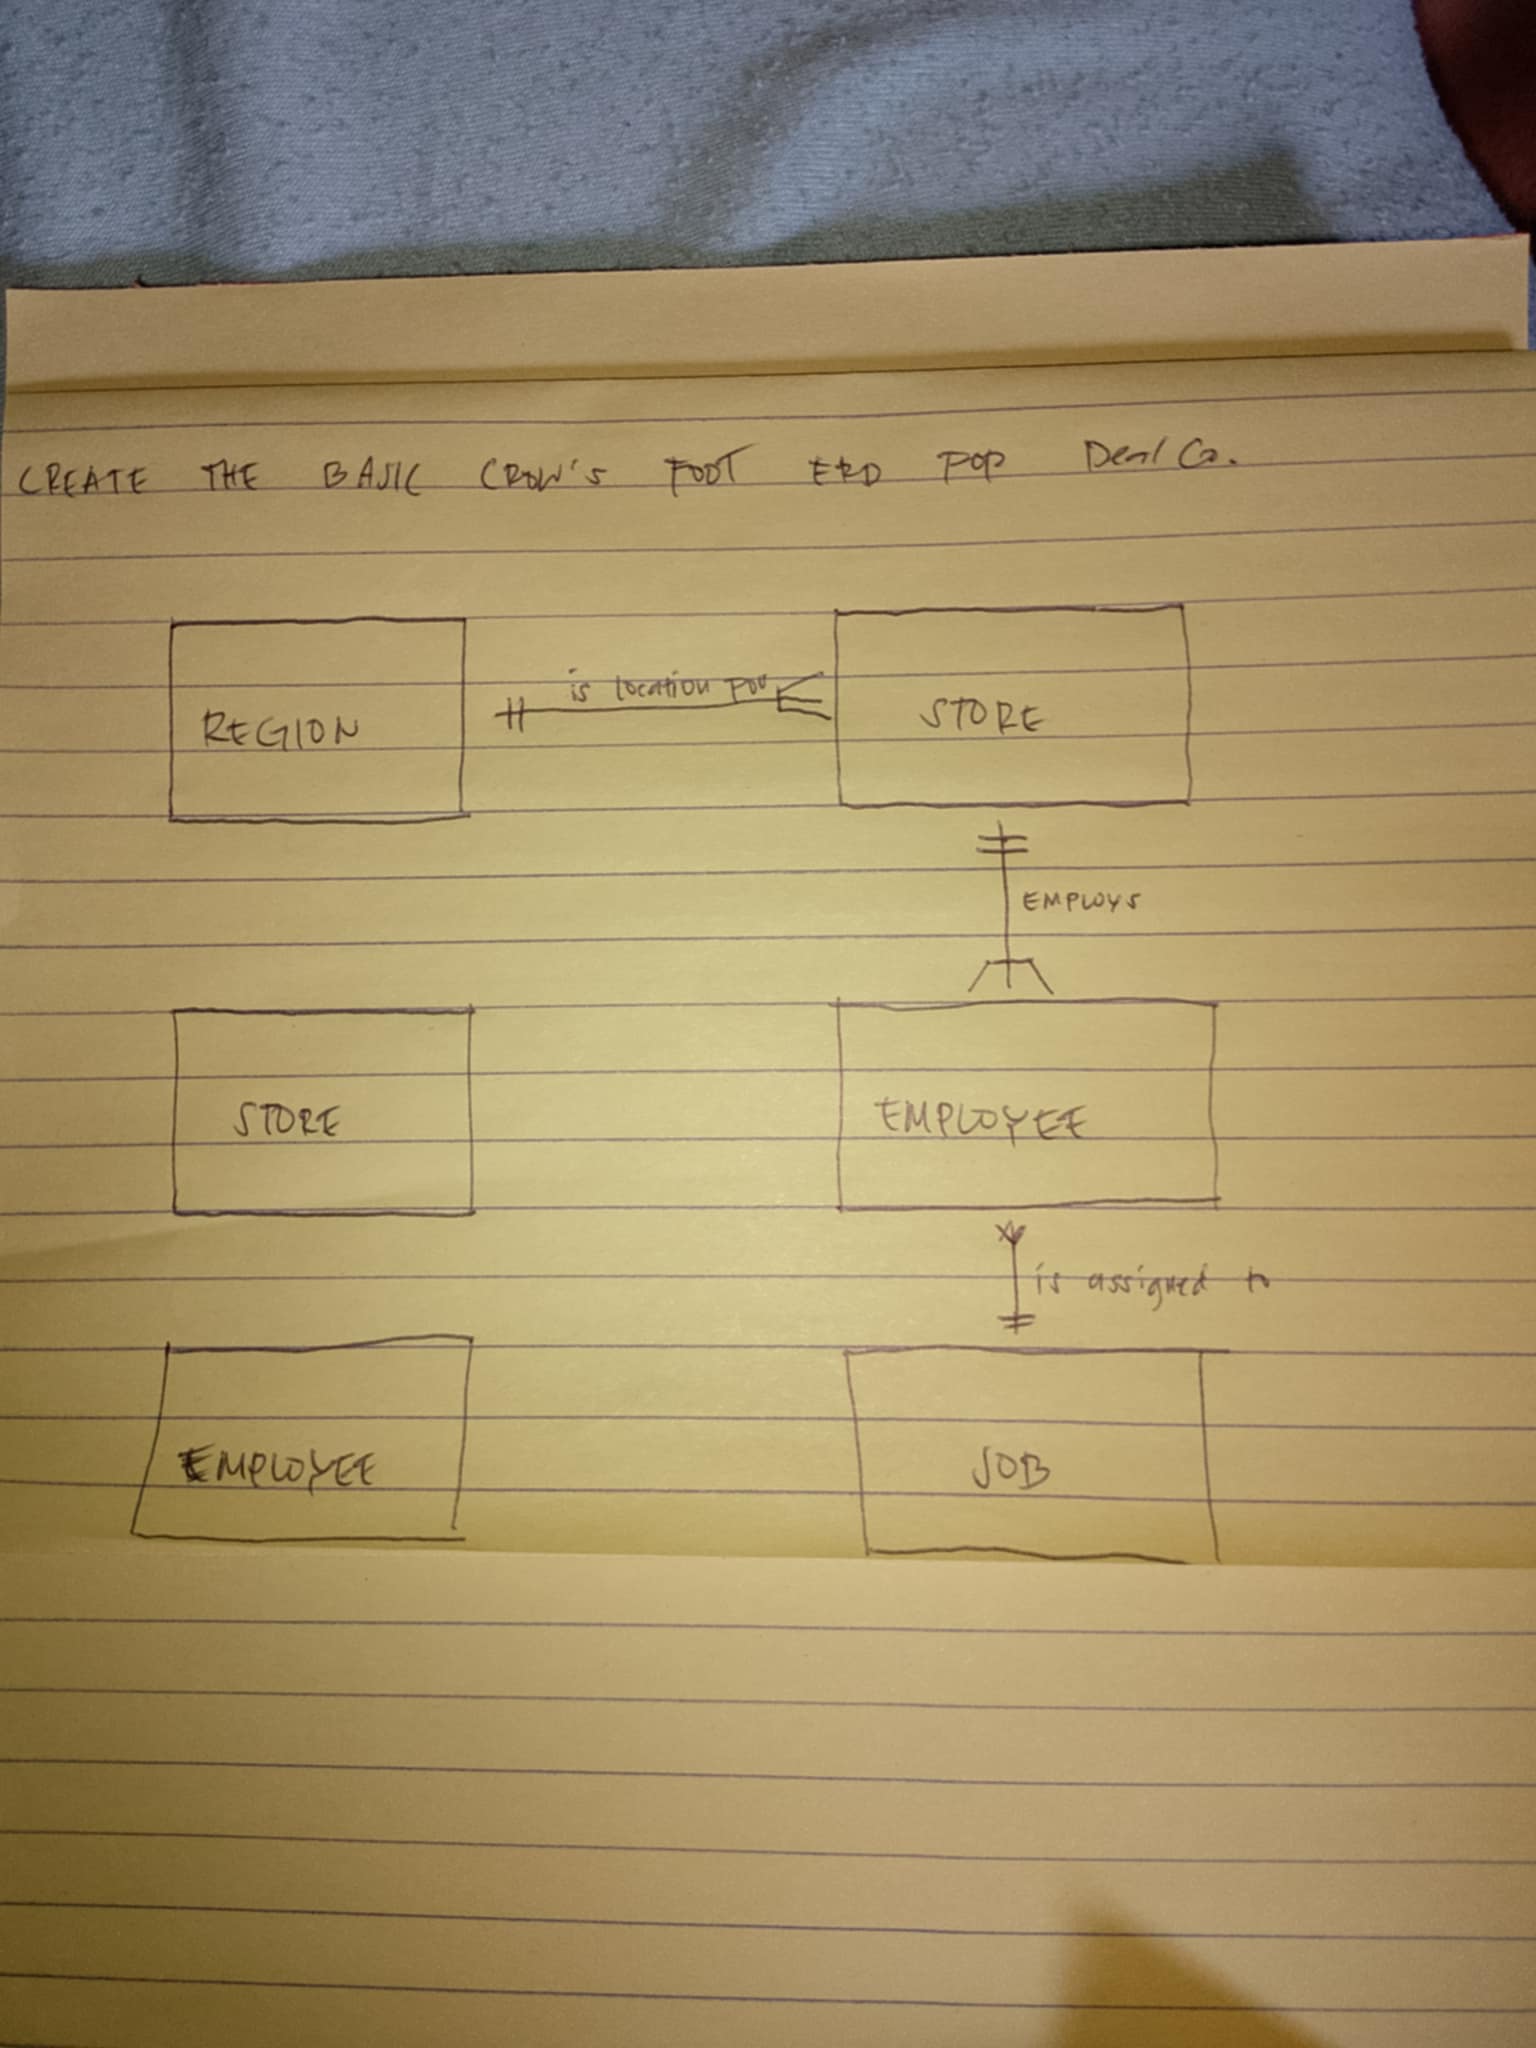 CREATE THE BASIC CROW'S FOOT ERD FOR Deal Co.
REGION
is location for
STORE
EMPLOYS
STORE
EMPLOYEE
is assigned to
EMPLOYEE
JOB